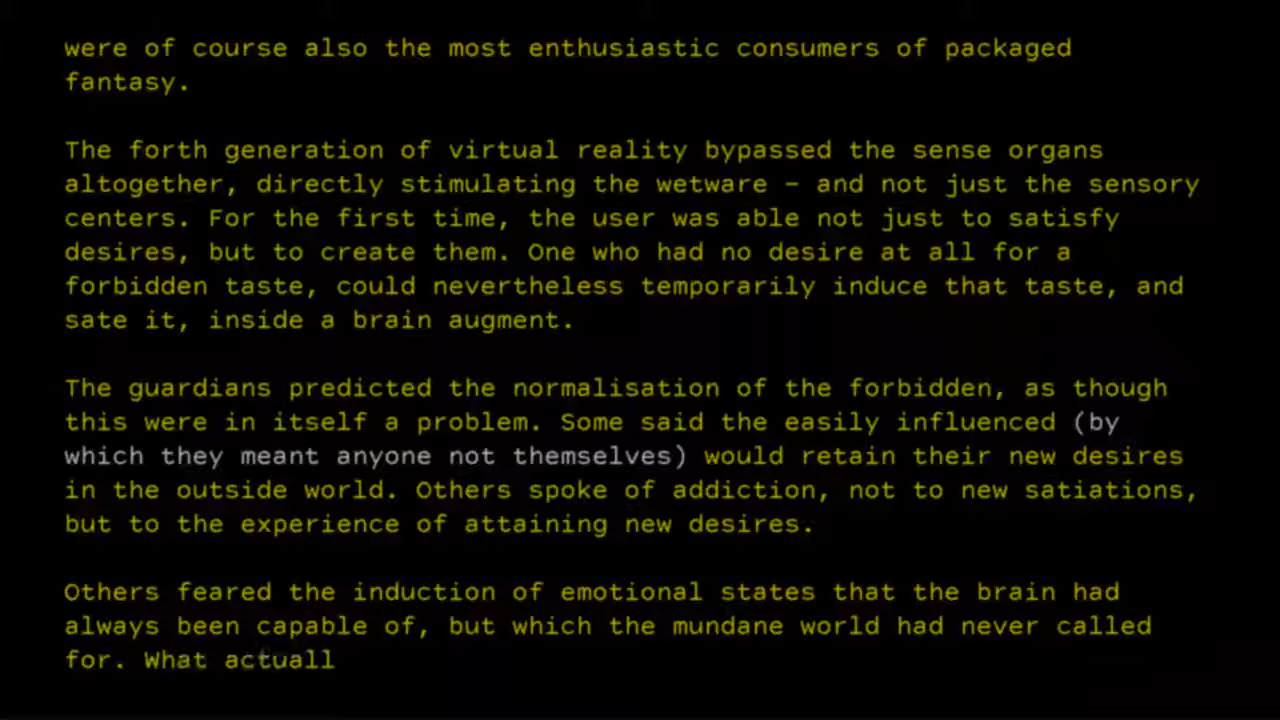 were of course also the most enthusiastic consumers of packaged
fantasy.
The forth generation of virtual reality bypassed the sense organs
altogether, directly stimulating the wetware – and not just the sensory
centers. For the first time, the user was able not just to satisfy
desires, but to create them. One who had no desire at all for a
forbidden taste, could nevertheless temporarily induce that taste, and
sate it, inside a brain augment.
The guardians predicted the normalisation of the forbidden, as though
this were in itself a problem. Some said the easily influenced (by
which they meant anyone not themselves) would retain their new desires
in the outside world. Others spoke of addiction, not to new satiations,
but to the experience of attaining new desires.
Others feared the induction of emotional states that the brain had
always been capable of, but which the mundane world had never called
for. What actuall